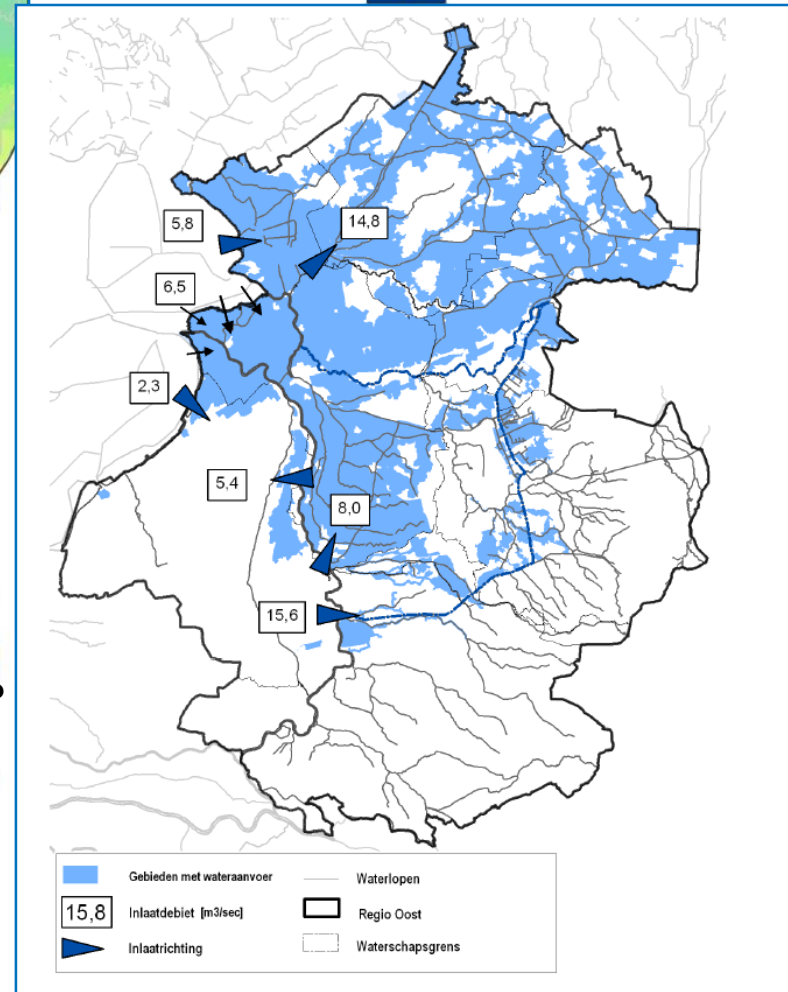 5,8
14,8
6,5
2,3
5,4
8,0
15,6
Gebieden met wateraanvoer
Waterlopen
15,8
Inlaatdebiet [m3/sec]
Regio Oost
Inlaatrichting
Waterschapsgrens